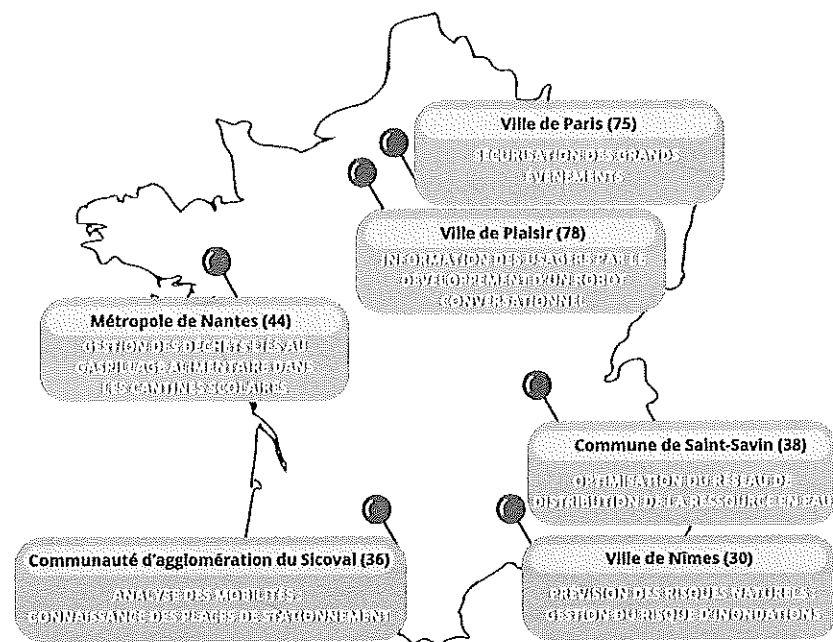 Ville de Paris (75)
SÉCURISATION DES GRANDS
ÉVÉNEMENTS
Ville de Plaisir (78)
INFORMATION DES USAGERS PAR LE
DÉVELOPPEMENT D'UN ROBOT
CONVERSATIONNEL
Métropole de Nantes (44)
GESTION DES DÉCHETS LIÉS AU
GASPILLAGE ALIMENTAIRE DANS
LES CANTINES SCOLAIRES
Commune de Saint-Savin (38)
OPTIMISATION DU RÉSEAU DE
DISTRIBUTION DE LA RESSOURCE EN EAU
Communauté d'agglomération du Sicoval (36)
ANALYSE DES MOBILITÉS :
CONNAISSANCE DES PLACES DE STATIONNEMENT
Ville de Nîmes (30)
PRÉVISION DES RISQUES NATURELS :
GESTION DU RISQUE D'INONDATIONS